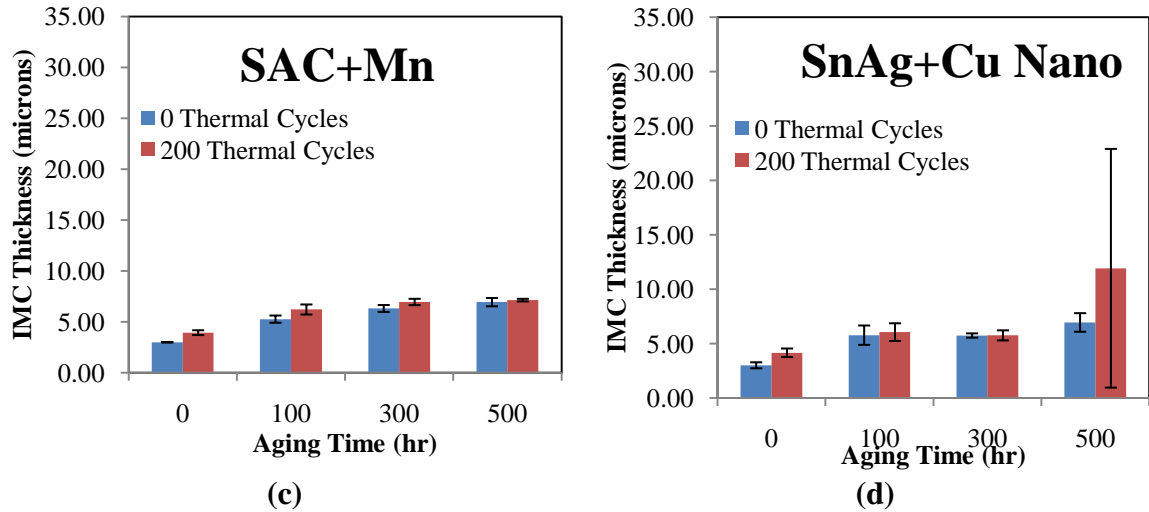 35.00
30.00
25.00
20.00
15.00
10.00
5.00
0.00
IMC Thickness (microns)
SAC+Mn
0 Thermal Cycles
200 Thermal Cycles
0 100 300 500
Aging Time (hr)
(c)
35.00
30.00
25.00
20.00
15.00
10.00
5.00
0.00
IMC Thickness (microns)
SnAg+Cu Nano
0 Thermal Cycles
200 Thermal Cycles
0 100 300 500
Aging Time (hr)
(d)